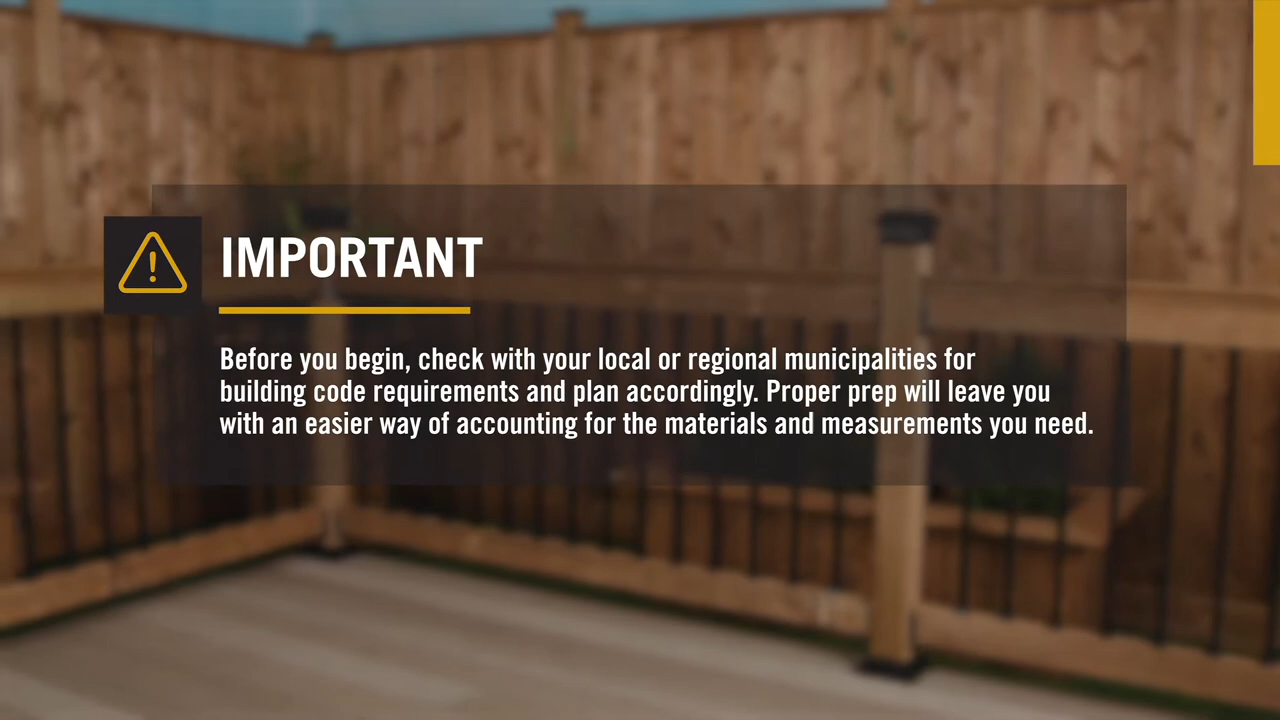 IMPORTANT
Before you begin, check with your local or regional municipalities for
building code requirements and plan accordingly. Proper prep will leave you
with an easier way of accounting for the materials and measurements you need.